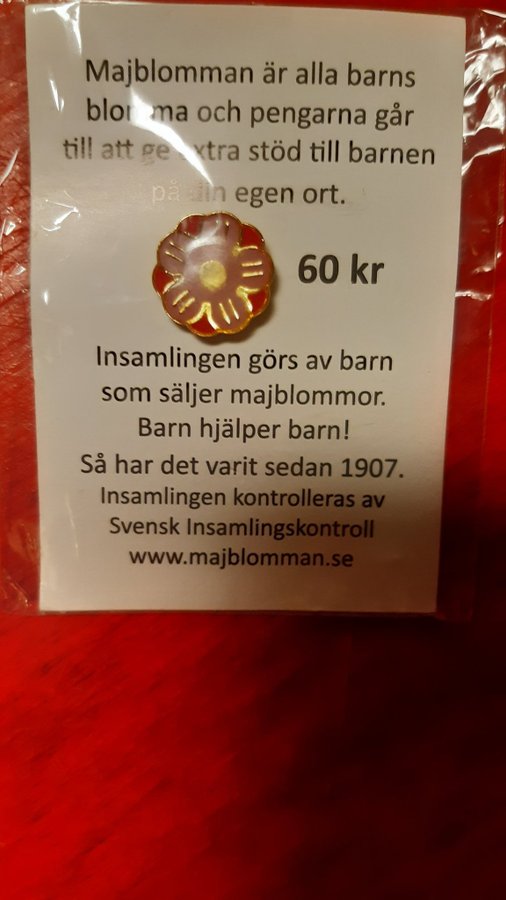 Majblomman är alla barns
blomma och pengarna går
till att ge extra stöd till barnen
på din egen ort.
60 kr
Insamlingen görs av barn
som säljer majblommor.
Barn hjälper barn!
Så har det varit sedan 1907.
Insamlingen kontrolleras av
Svensk Insamlingskontroll
www.majblomman.se